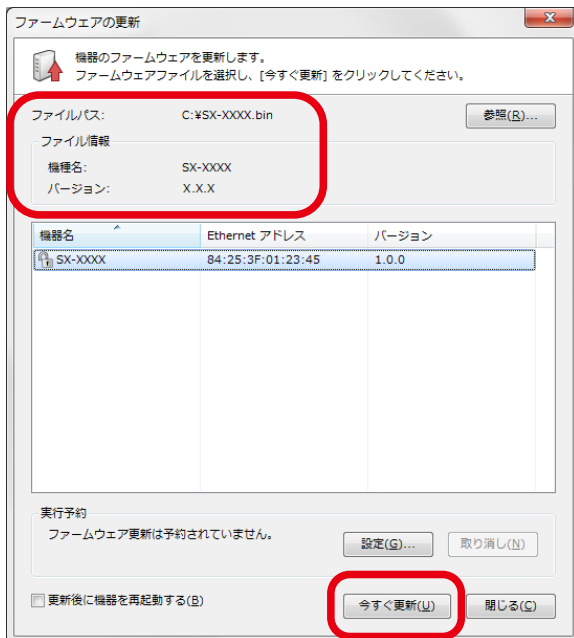 ファームウェアの更新
機器のファームウェアを更新します。
ファームウェアファイルを選択し、[今すぐ更新] をクリックしてください。
ファイルパス: C:¥SX-XXXX.bin 参照(R)...
ファイル情報
機種名: SX-XXXX
バージョン: X.X.X
機器名 Ethernet アドレス バージョン
SX-XXXX 84:25:3F:01:23:45 1.0.0
実行予約
ファームウェア更新は予約されていません。
設定(G)... 取り消し(N)
更新後に機器を再起動する(B) 今すぐ更新(U) 閉じる(C)